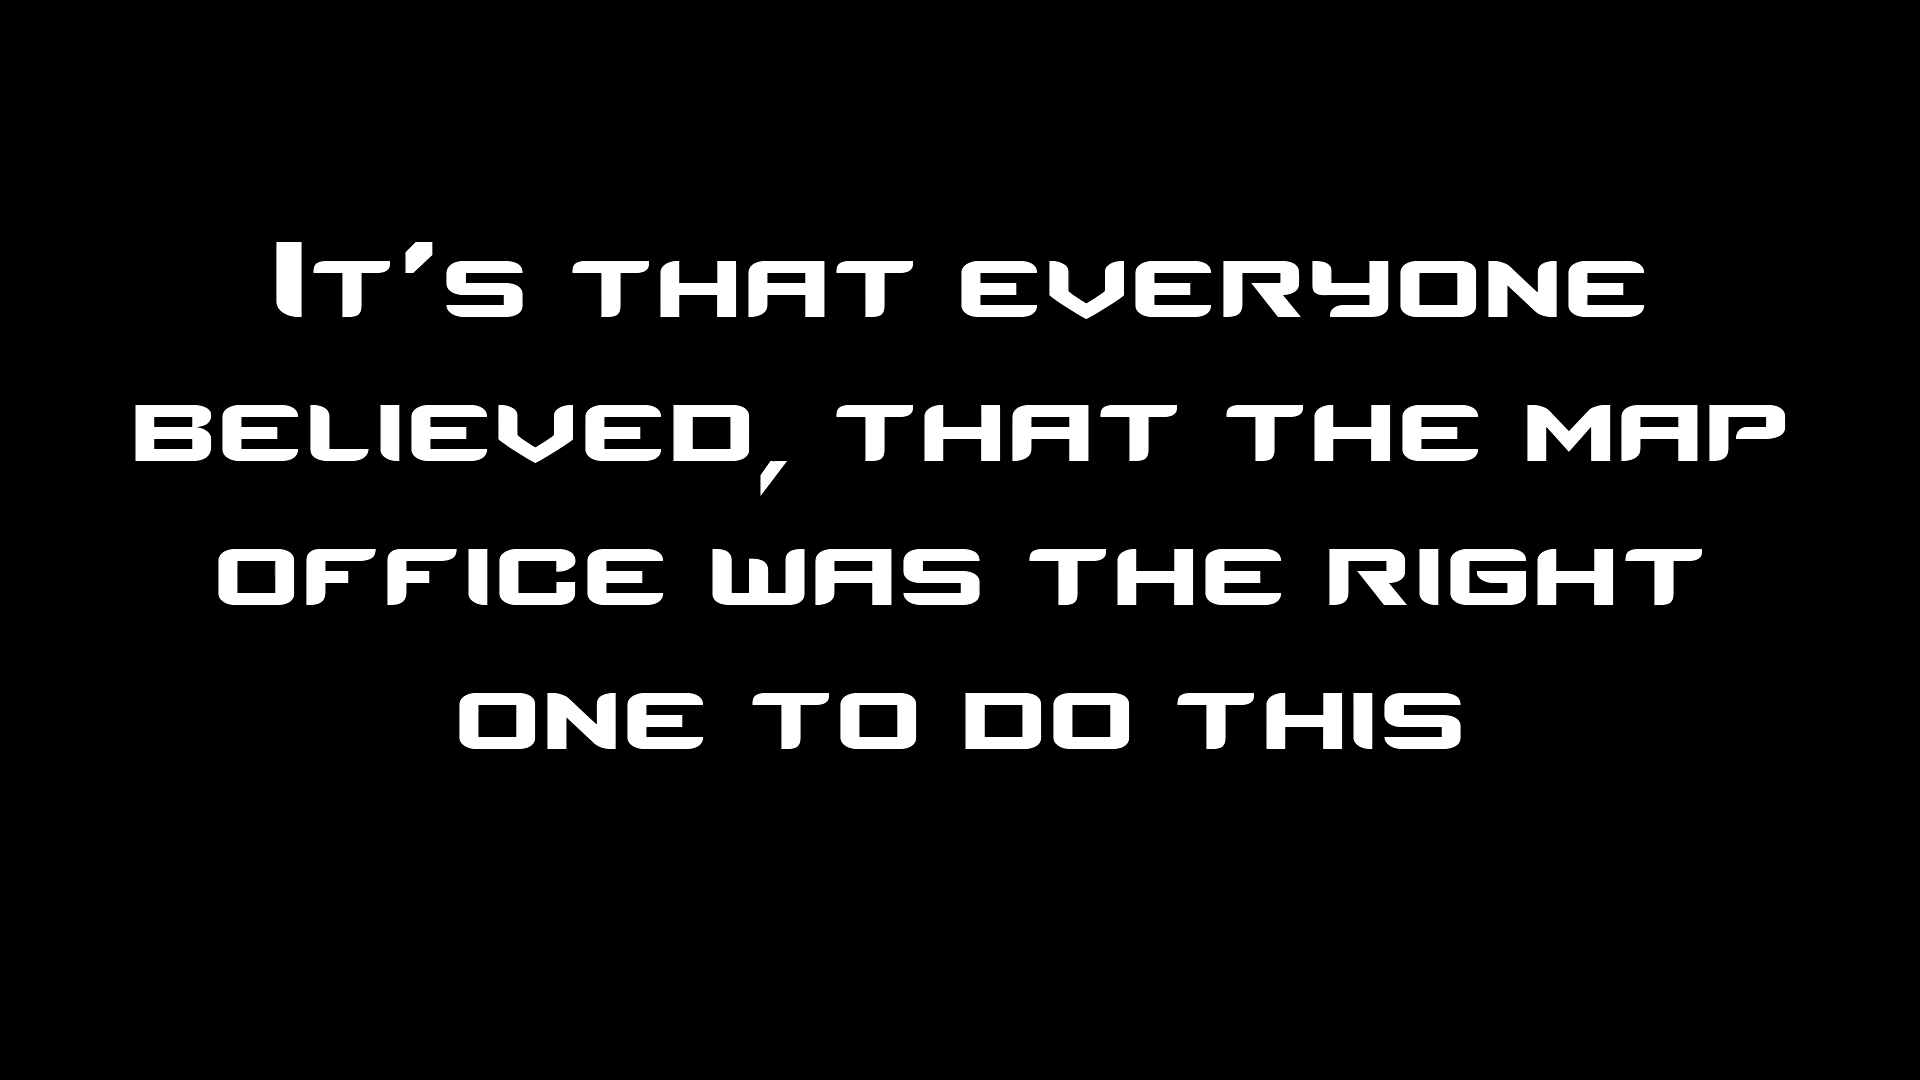 It's that everyone
believed, that the map
office was the right
one to do this